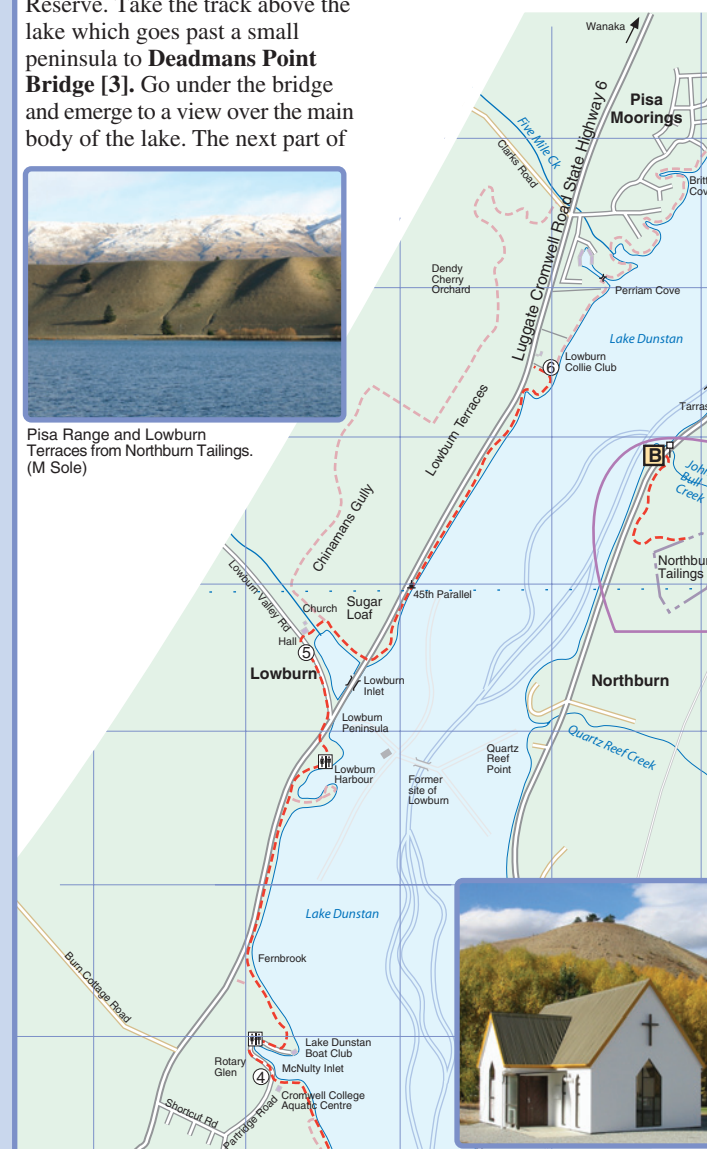 Reserve. Take the track above the
lake which goes past a small
peninsula to Deadmans Point
Bridge [3]. Go under the bridge
and emerge to a view over the main
body of the lake. The next part of
Pisa Range and Lowburn
Terraces from Northburn Tailings.
(M Sole)
Wanaka
Pisa
Moorings
Five Mile Ck
Clarks Road
Luggate Cromwell Road State Highway 6
Dendy
Cherry
Orchard
Perriam Cove
Lake Dunstan
6
Lowburn
Collie Club
Lowburn Terraces
B
Chinamans Gully
Northbu
Tailings
John
Bull
Creek
45th Parallel
Lowburn Valley Rd
Church
Sugar
Loaf
Hall
5
Lowburn
Lowburn
Inlet
Northburn
Lowburn
Peninsula
Quartz Reef Creek
Quartz
Reef
Point
Lowburn
Harbour
Former
site of
Lowburn
Lake Dunstan
Fernbrook
Burn Cottage Road
Lake Dunstan
Boat Club
Rotary
Glen
McNulty Inlet
4
Cromwell College
Aquatic Centre
Shortcut Rd
Partridge Road